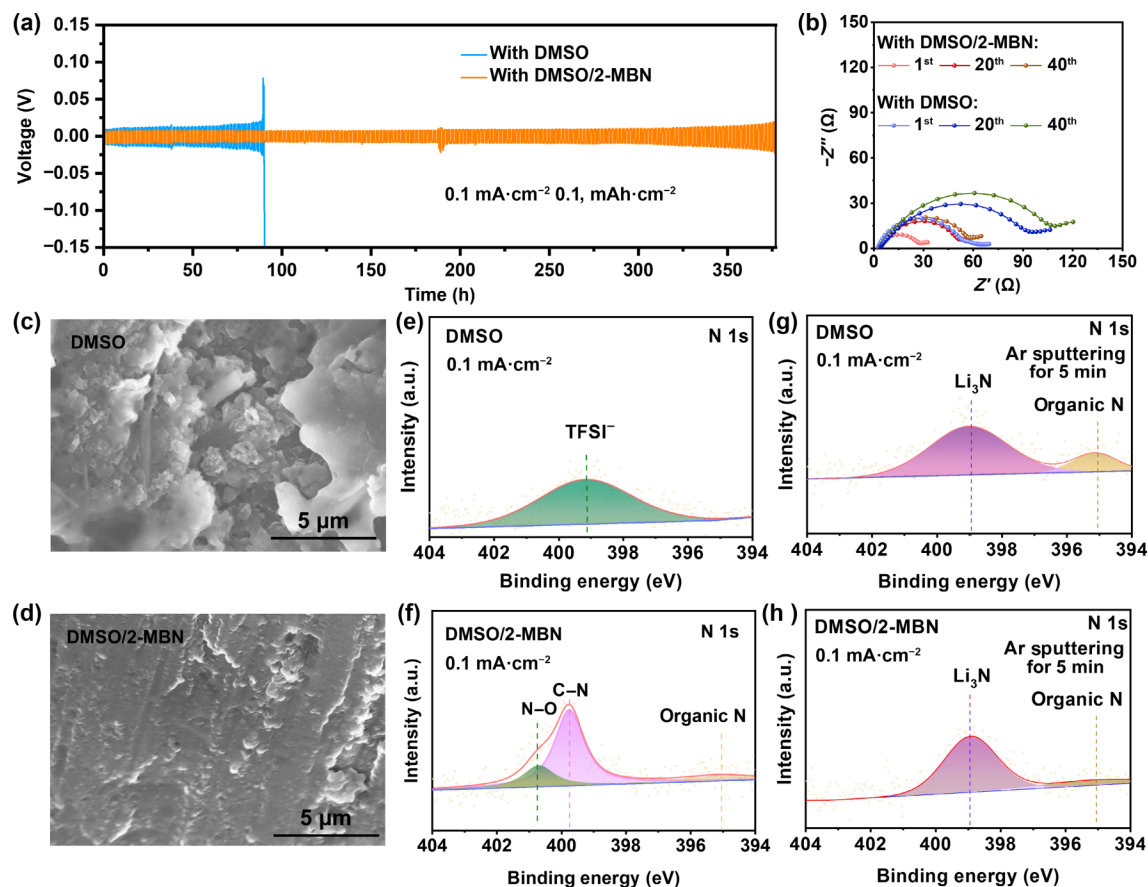 (a)
0.15
0.10
0.05
0.00
−0.05
−0.10
−0.15
Voltage (V)
With DMSO
With DMSO/2-MBN
0.1 mA·cm⁻² 0.1, mAh·cm⁻²
0 50 100 150 200 250 300 350
Time (h)
(b)
−150
−120
−90
−60
−30
0
−Z″ (Ω)
With DMSO/2-MBN:
1st 20th 40th
With DMSO:
1st 20th 40th
0 30 60 90 120 150
Z′ (Ω)
(c)
DMSO
5 μm
(e)
DMSO
N 1s
0.1 mA·cm⁻²
TFSI⁻
Intensity (a.u.)
404 402 400 398 396 394
Binding energy (eV)
(g)
DMSO
N 1s
0.1 mA·cm⁻²
Ar sputtering
for 5 min
Li₃N
Organic N
Intensity (a.u.)
404 402 400 398 396 394
Binding energy (eV)
(d)
DMSO/2-MBN
5 μm
(f)
DMSO/2-MBN
N 1s
0.1 mA·cm⁻²
C–N
N–O
Organic N
Intensity (a.u.)
404 402 400 398 396 394
Binding energy (eV)
(h )
DMSO/2-MBN
N 1s
0.1 mA·cm⁻²
Ar sputtering
for 5 min
Li₃N
Organic N
Intensity (a.u.)
404 402 400 398 396 394
Binding energy (eV)